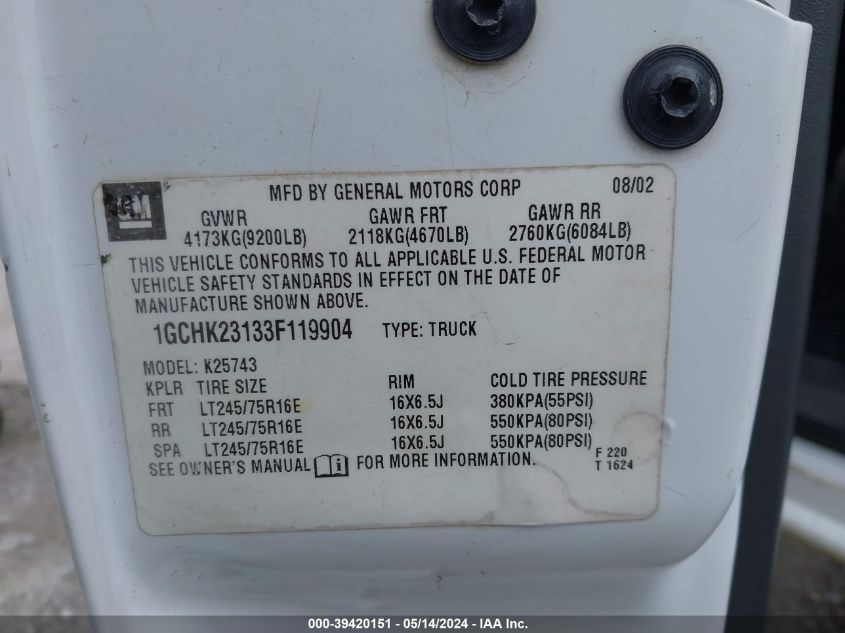 GM
MFD BY GENERAL MOTORS CORP 08/02
GVWR GAWR FRT GAWR RR
4173KG(9200LB) 2118KG(4670LB) 2760KG(6084LB)
THIS VEHICLE CONFORMS TO ALL APPLICABLE U.S. FEDERAL MOTOR
VEHICLE SAFETY STANDARDS IN EFFECT ON THE DATE OF
MANUFACTURE SHOWN ABOVE.
1GCHK23133F119904 TYPE: TRUCK
MODEL: K25743
KPLR TIRE SIZE RIM COLD TIRE PRESSURE
FRT LT245/75R16E 16X6.5J 380KPA(55PSI)
RR LT245/75R16E 16X6.5J 550KPA(80PSI)
SPA LT245/75R16E 16X6.5J 550KPA(80PSI)
SEE OWNER'S MANUAL i FOR MORE INFORMATION.
F 220
T 1624
000-39420151 - 05/14/2024 - IAA Inc.